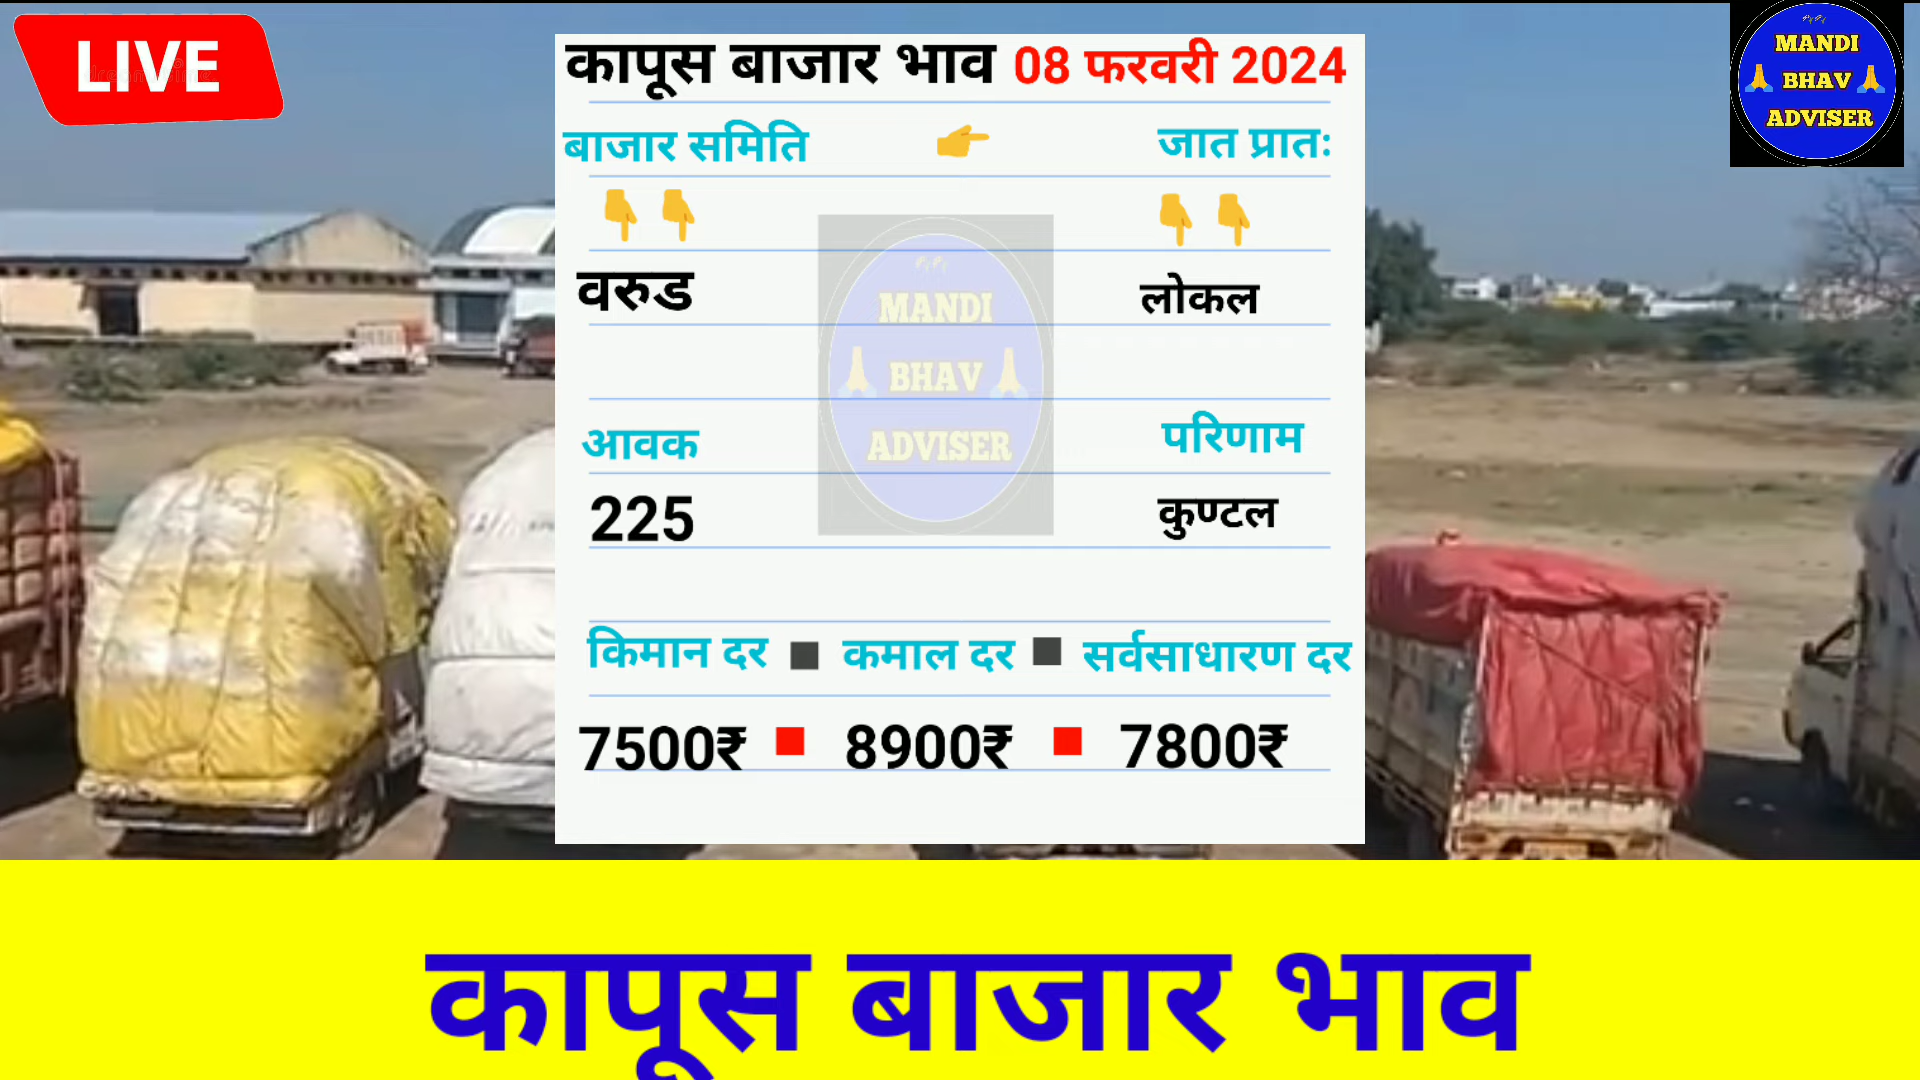 LIVE
MANDI
BHAV
ADVISER
कापूस बाजार भाव 08 फरवरी 2024
बाजार समिति 👉 जात प्रातः
👇👇 👇👇
वरुड लोकल
MANDI
BHAV
ADVISER
आवक परिणाम
225 कुण्टल
किमान दर ◼ कमाल दर ◼ सर्वसाधारण दर
7500₹ 8900₹ 7800₹
कापूस बाजार भाव